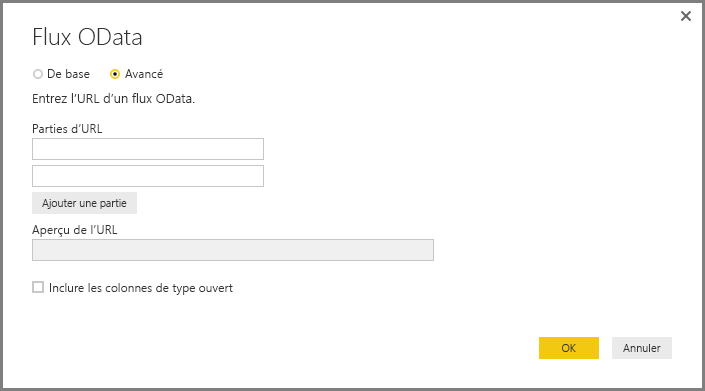 Flux OData
De base Avancé
Entrez l’URL d’un flux OData.
Parties d’URL
Ajouter une partie
Aperçu de l’URL
Inclure les colonnes de type ouvert
OK Annuler